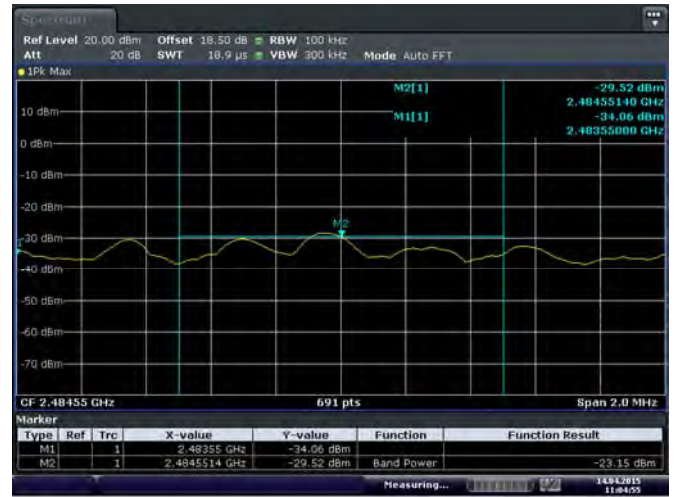 Spectrum
Ref Level 20.00 dBm Offset 18.50 dB RBW 100 kHz
Att 20 dB SWT 18.9 µs VBW 300 kHz Mode Auto FFT
1Pk Max
M2[1] -29.52 dBm
2.48455140 GHz
M1[1] -34.06 dBm
2.48355000 GHz
10 dBm
0 dBm
-10 dBm
-20 dBm
M2
-30 dBm
-40 dBm
-50 dBm
-60 dBm
-70 dBm
CF 2.48455 GHz 691 pts Span 2.0 MHz
Marker
Type Ref Trc X-value Y-value Function Function Result
M1 1 2.48355 GHz -34.06 dBm
M2 1 2.4845514 GHz -29.52 dBm Band Power -23.15 dBm
Measuring... 14.04.2015
11:04:55